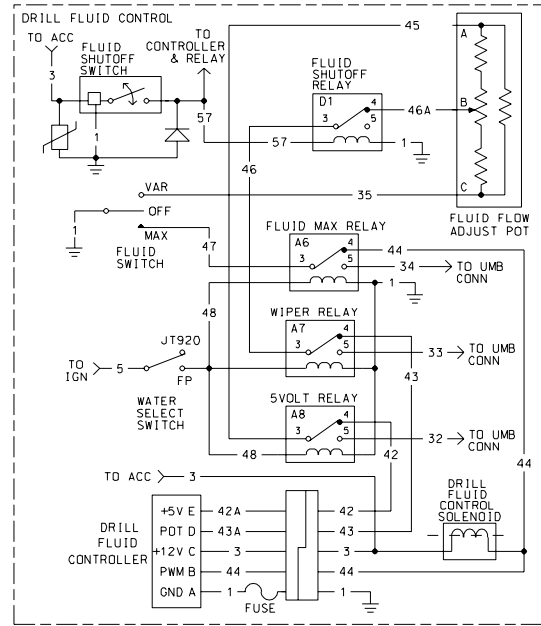 DRILL FLUID CONTROL
TO ACC
3
FLUID
SHUTOFF
SWITCH
1
TO
CONTROLLER
& RELAY
57
45
FLUID
SHUTOFF
RELAY
D1
3
4
5
46A
57
1
46
A
B
C
FLUID FLOW
ADJUST POT
35
VAR
OFF
MAX
1
FLUID
SWITCH
47
FLUID MAX RELAY
A6
3
4
5
44
34
TO UMB
CONN
1
48
WIPER RELAY
A7
3
4
5
33
TO UMB
CONN
43
TO
IGN
5
JT920
FP
WATER
SELECT
SWITCH
5VOLT RELAY
A8
3
4
5
32
TO UMB
CONN
48
42
44
TO ACC
3
DRILL
FLUID
CONTROLLER
+5V E
42A
42
POT D
43A
43
+12V C
3
3
PWM B
44
44
GND A
1
FUSE
1
DRILL
FLUID
CONTROL
SOLENOID